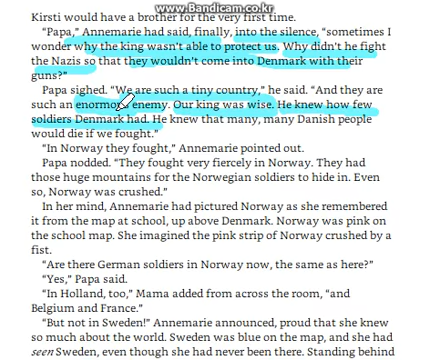 www.Bandicam.co.kr
Kirsti would have a brother for the very first time.
“Papa,” Annemarie had said, finally, into the silence, “sometimes I
wonder why the king wasn't able to protect us. Why didn't he fight
the Nazis so that they wouldn't come into Denmark with their
guns?”
Papa sighed. “We are such a tiny country,” he said. “And they are
such an enormous enemy. Our king was wise. He knew how few
soldiers Denmark had. He knew that many, many Danish people
would die if we fought.”
“In Norway they fought,” Annemarie pointed out.
Papa nodded. “They fought very fiercely in Norway. They had
those huge mountains for the Norwegian soldiers to hide in. Even
so, Norway was crushed.”
In her mind, Annemarie had pictured Norway as she remembered
it from the map at school, up above Denmark. Norway was pink on
the school map. She imagined the pink strip of Norway crushed by a
fist.
“Are there German soldiers in Norway now, the same as here?”
“Yes,” Papa said.
“In Holland, too,” Mama added from across the room, “and
Belgium and France.”
“But not in Sweden!” Annemarie announced, proud that she knew
so much about the world. Sweden was blue on the map, and she had
seen Sweden, even though she had never been there. Standing behind